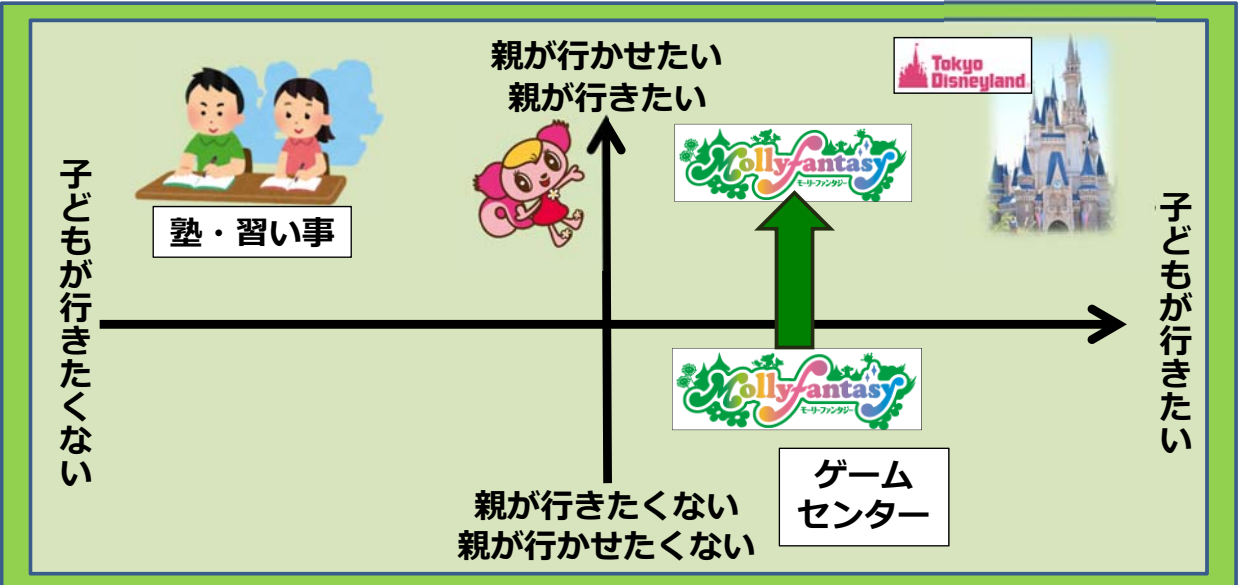 親が行かせたい
親が行きたい
Tokyo
Disneyland
Mollyfantasy
モーリーファンタジー
子どもが行きたくない
塾・習い事
子どもが行きたい
Mollyfantasy
モーリーファンタジー
ゲーム
センター
親が行きたくない
親が行かせたくない